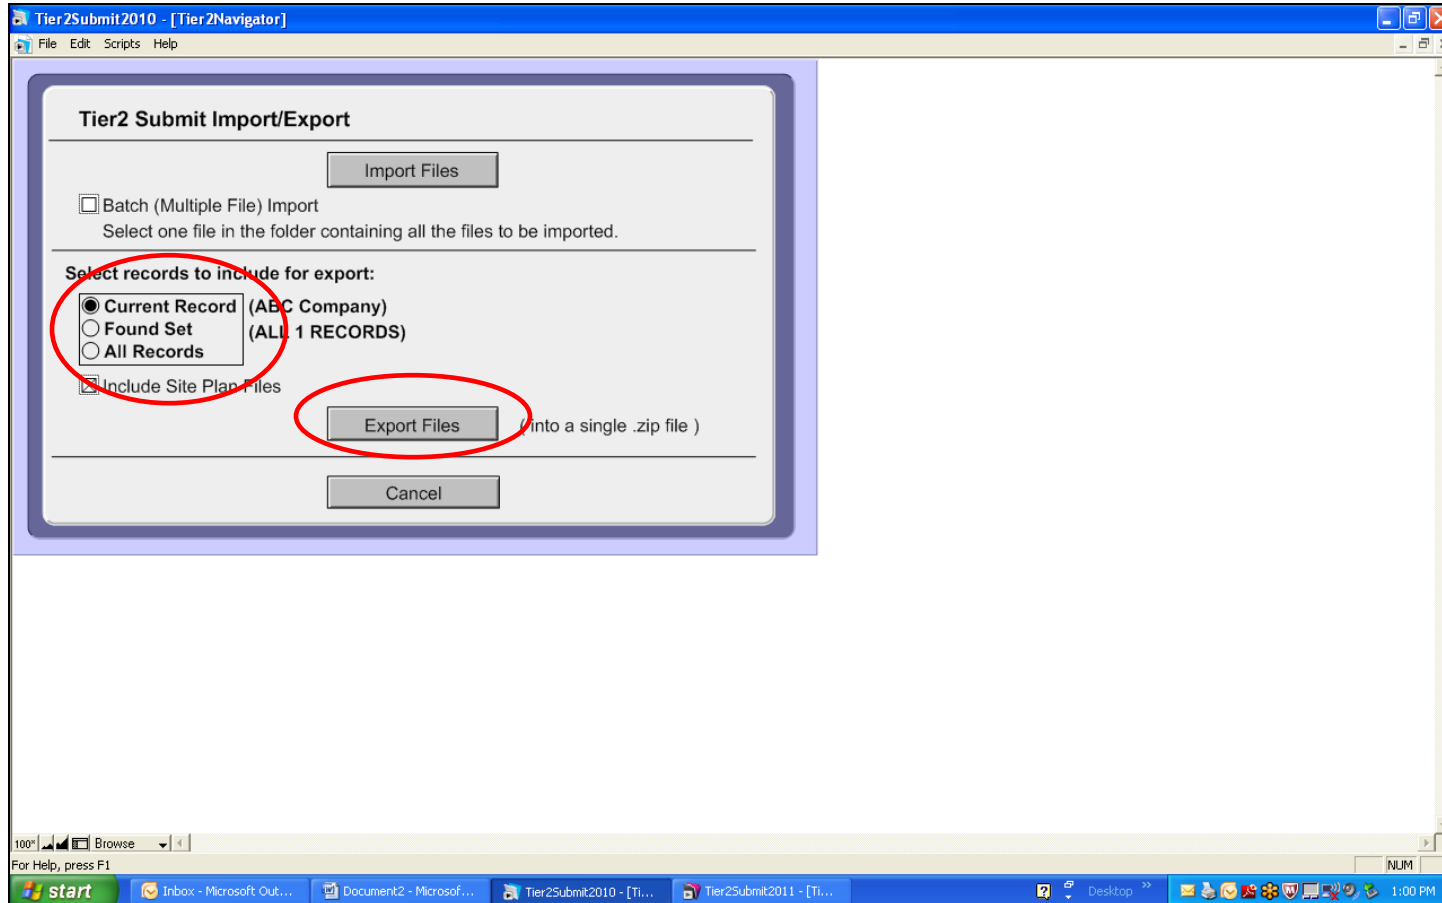 Tier2Submit2010 - [Tier2Navigator]
File Edit Scripts Help
Tier2 Submit Import/Export
Import Files
Batch (Multiple File) Import
Select one file in the folder containing all the files to be imported.
Select records to include for export:
Current Record (ABC Company)
Found Set (ALL 1 RECORDS)
All Records
Include Site Plan Files
Export Files ( into a single .zip file )
Cancel
100 Browse
For Help, press F1 NUM
start Inbox - Microsoft Out... Document2 - Microsof... Tier2Submit2010 - [Ti... Tier2Submit2011 - [Ti... Desktop 1:00 PM